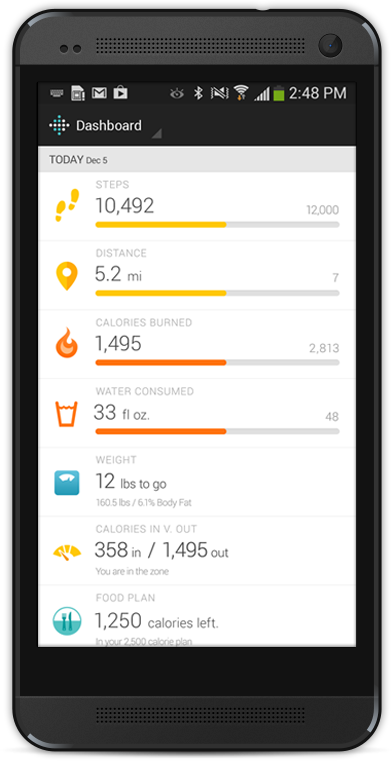 2:48 PM
Dashboard
TODAY Dec 5
STEPS
10,492
12,000
DISTANCE
5.2 mi
7
CALORIES BURNED
1,495
2,813
WATER CONSUMED
33 fl oz.
48
WEIGHT
12 lbs to go
160.5 lbs / 6.1% Body Fat
CALORIES IN V. OUT
358 in / 1,495 out
You are in the zone
FOOD PLAN
1,250 calories left.
In your 2,500 calorie plan